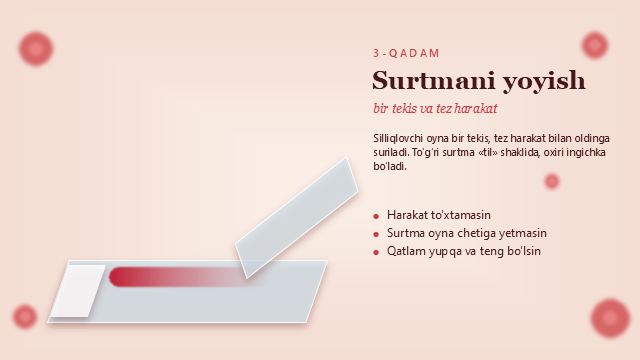 3-QADAM
Surtmani yoyish
bir tekis va tez harakat
Silliqlovchi oyna bir tekis, tez harakat bilan oldinga
suriladi. To'g'ri surtma «til» shaklida, oxiri ingichka
bo'ladi.
• Harakat to'xtamasin
• Surtma oyna chetiga yetmasin
• Qatlam yupqa va teng bo'lsin